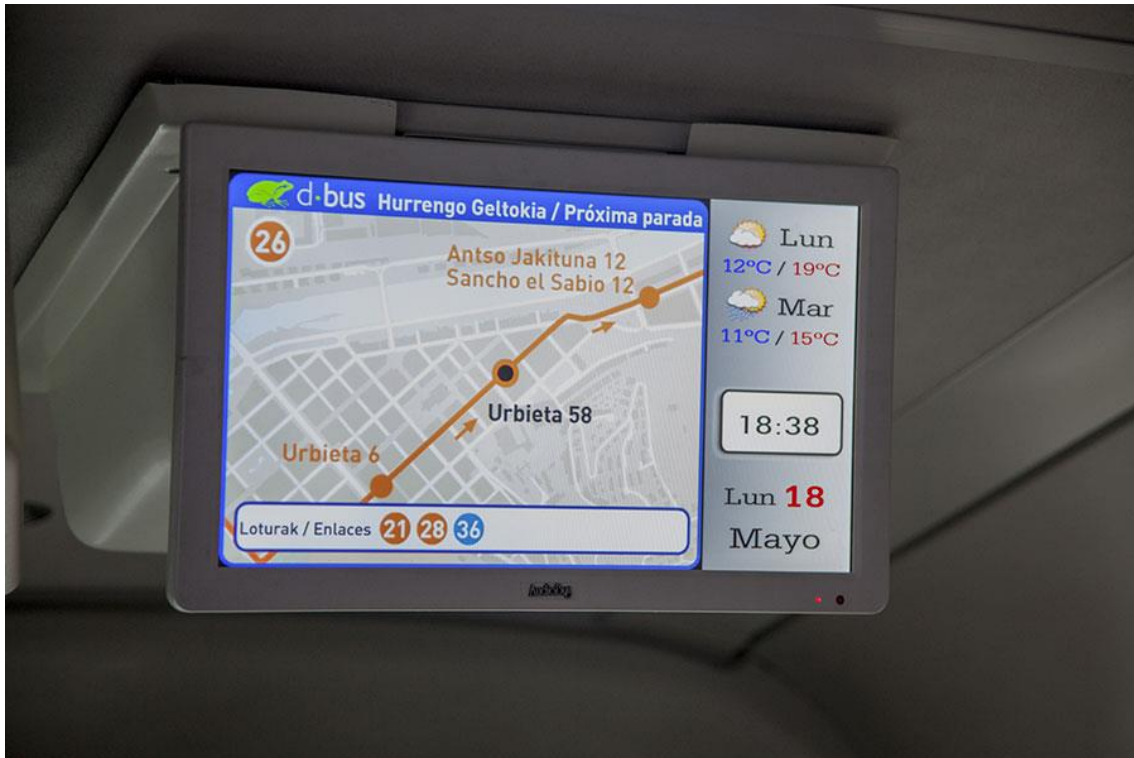 d·bus Hurrengo Geltokia / Próxima parada
26
Antso Jakituna 12
Sancho el Sabio 12
Urbieta 58
Urbieta 6
Loturak / Enlaces 21 28 36
Lun
12ºC / 19ºC
Mar
11ºC / 15ºC
18:38
Lun 18
Mayo